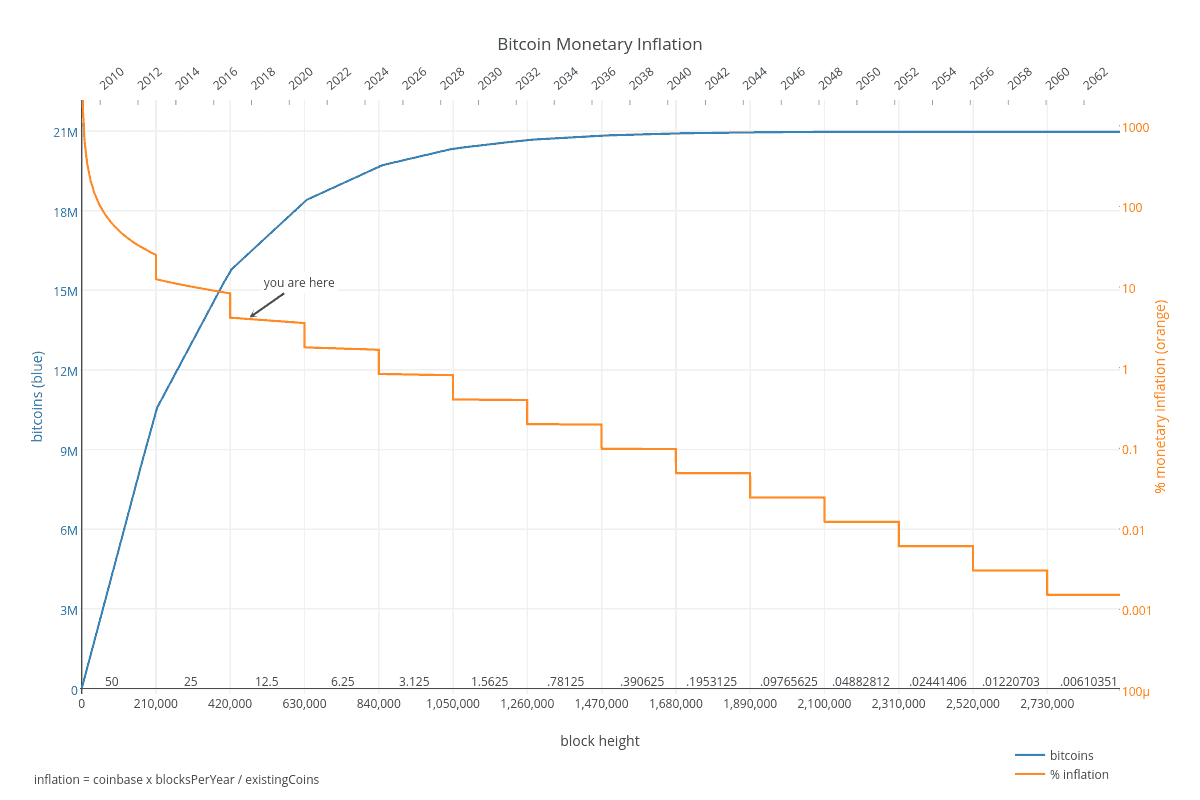 Bitcoin Monetary Inflation
2010 2012 2014 2016 2018 2020 2022 2024 2026 2028 2030 2032 2034 2036 2038 2040 2042 2044 2046 2048 2050 2052 2054 2056 2058 2060 2062
21M
18M
15M
12M
9M
6M
3M
0
bitcoins (blue)
you are here
1000
100
10
1
0.1
0.01
0.001
100µ
% monetary inflation (orange)
50 25 12.5 6.25 3.125 1.5625 .78125 .390625 .1953125 .09765625 .04882812 .02441406 .01220703 .00610351
0 210,000 420,000 630,000 840,000 1,050,000 1,260,000 1,470,000 1,680,000 1,890,000 2,100,000 2,310,000 2,520,000 2,730,000
block height
bitcoins
% inflation
inflation = coinbase x blocksPerYear / existingCoins